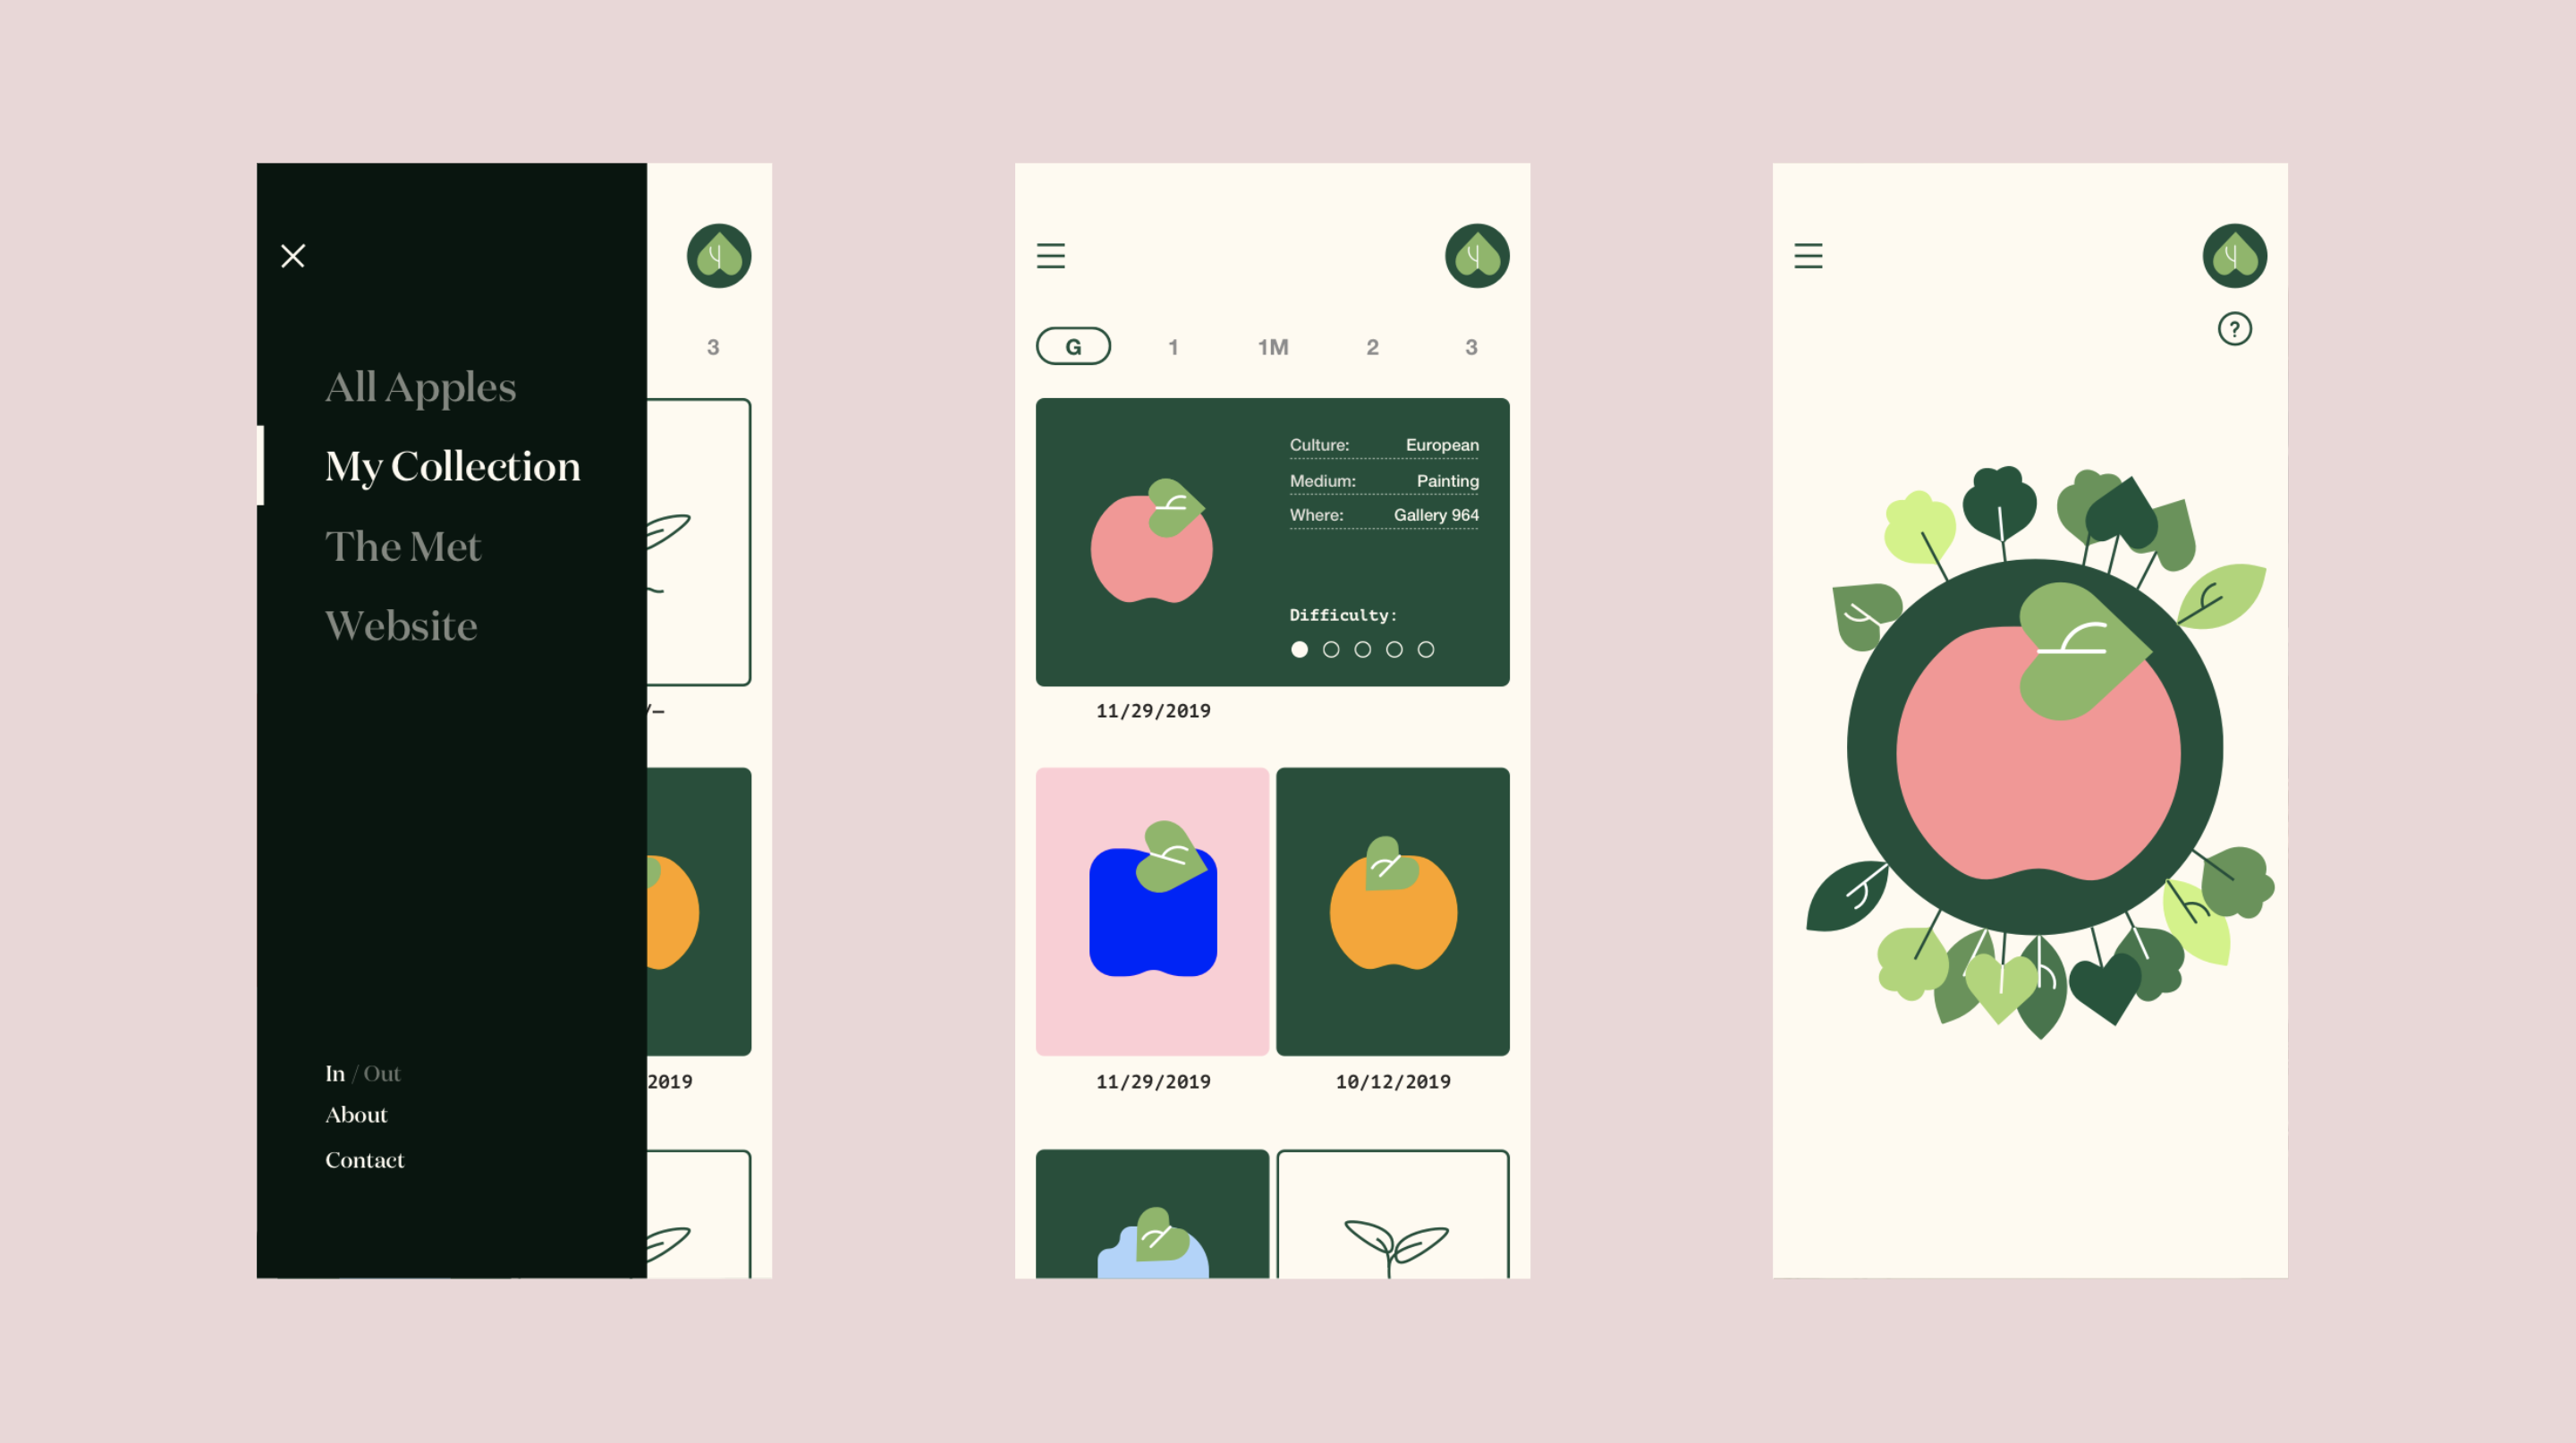 3
All Apples
My Collection
The Met
Website
/–
2019
In / Out
About
Contact
G 1 1M 2 3
Culture: European
Medium: Painting
Where: Gallery 964
Difficulty:
11/29/2019
11/29/2019 10/12/2019
?